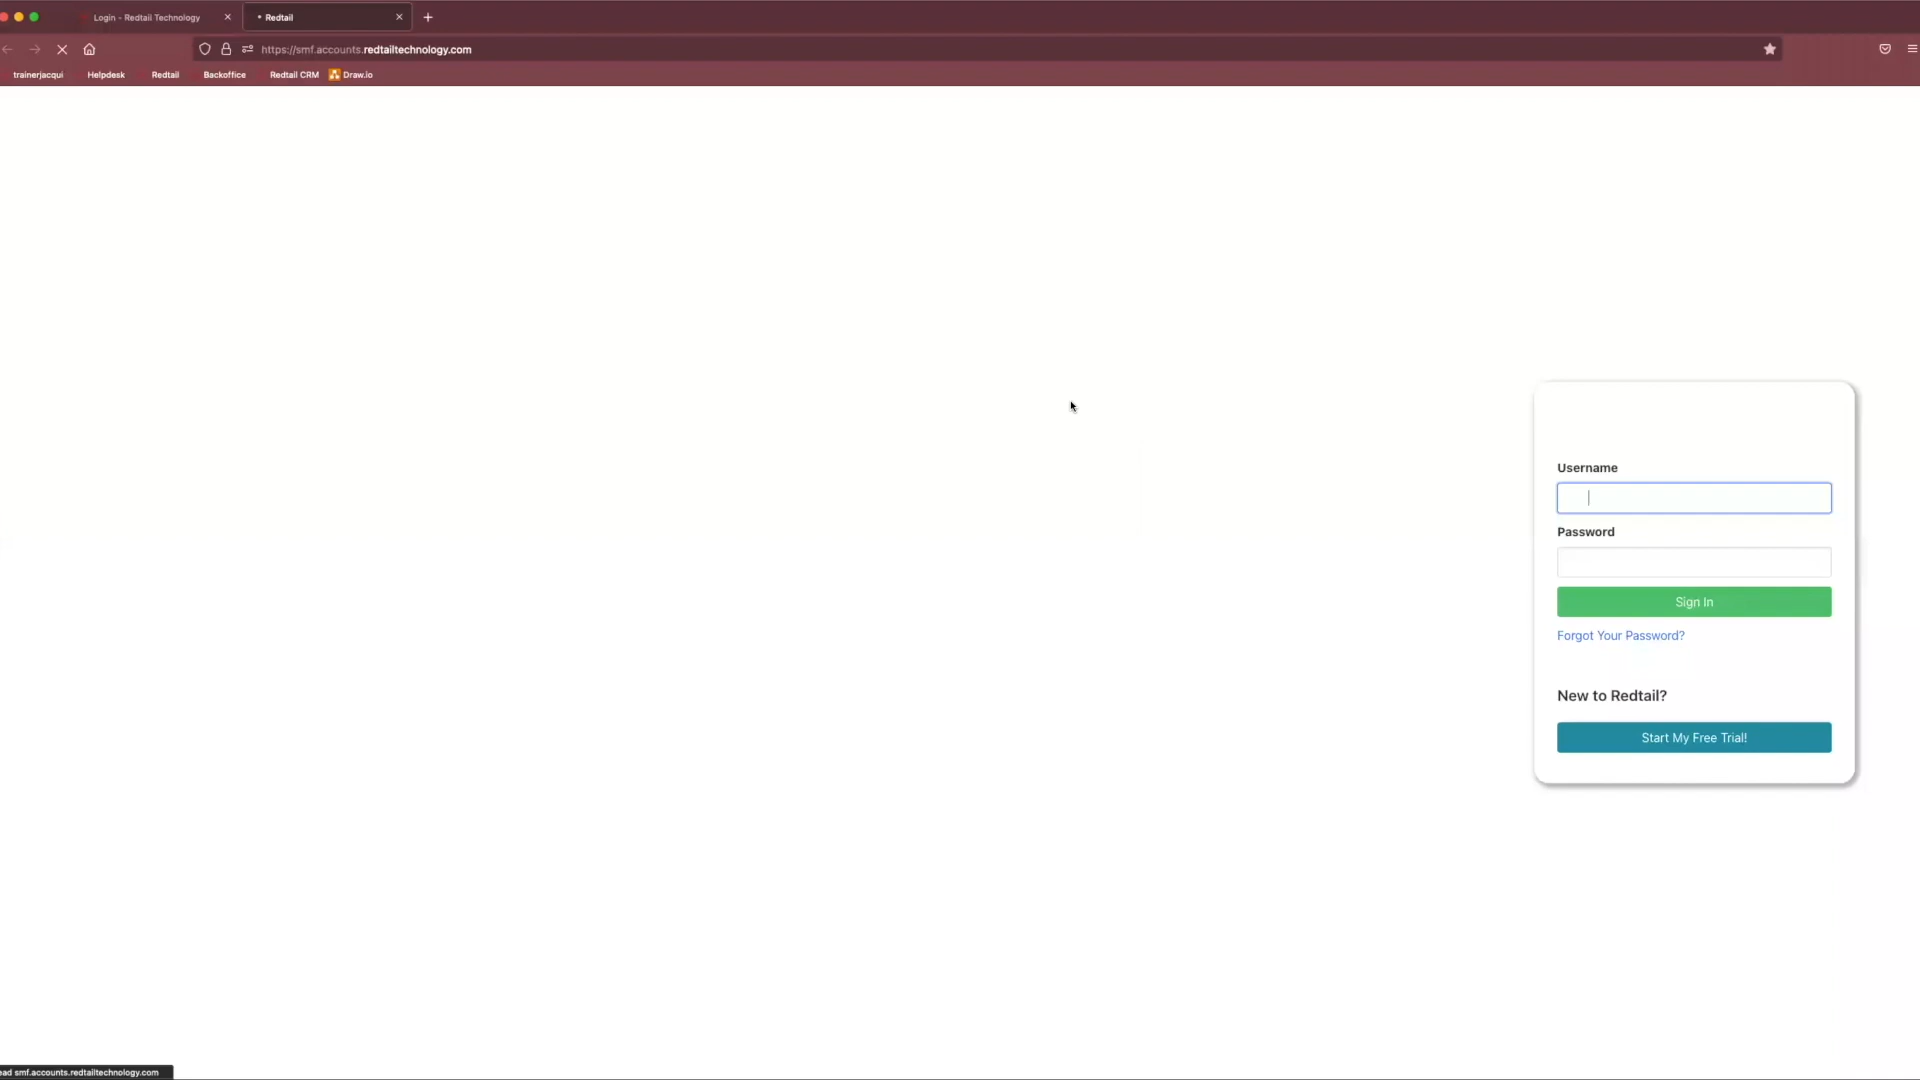 Login - Redtail Technology
Redtail
https://smf.accounts.redtailtechnology.com
trainerjacqui Helpdesk Redtail Backoffice Redtail CRM Draw.io
Username
Password
Sign In
Forgot Your Password?
New to Redtail?
Start My Free Trial!
ead smf.accounts.redtailtechnology.com